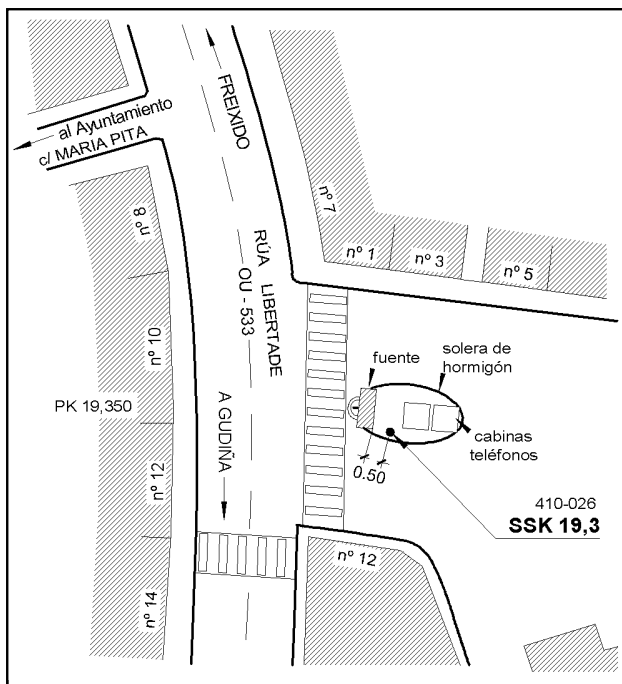 FREIXIDO
al Ayuntamiento
c/ MARIA PITA
nº 7
nº 8
nº 1
nº 3
nº 5
RÚA LIBERTADE
OU - 533
nº 10
fuente
solera de
hormigón
PK 19,350
A GUDIÑA
cabinas
teléfonos
nº 12
0.50
410-026
SSK 19,3
nº 12
nº 14